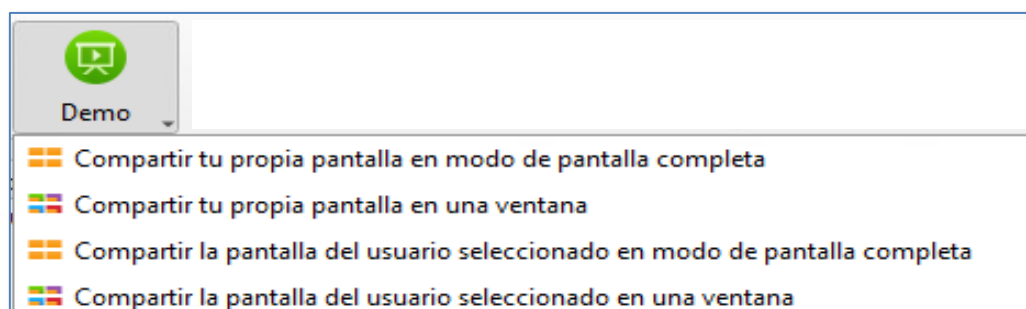 Demo
Compartir tu propia pantalla en modo de pantalla completa
Compartir tu propia pantalla en una ventana
Compartir la pantalla del usuario seleccionado en modo de pantalla completa
Compartir la pantalla del usuario seleccionado en una ventana